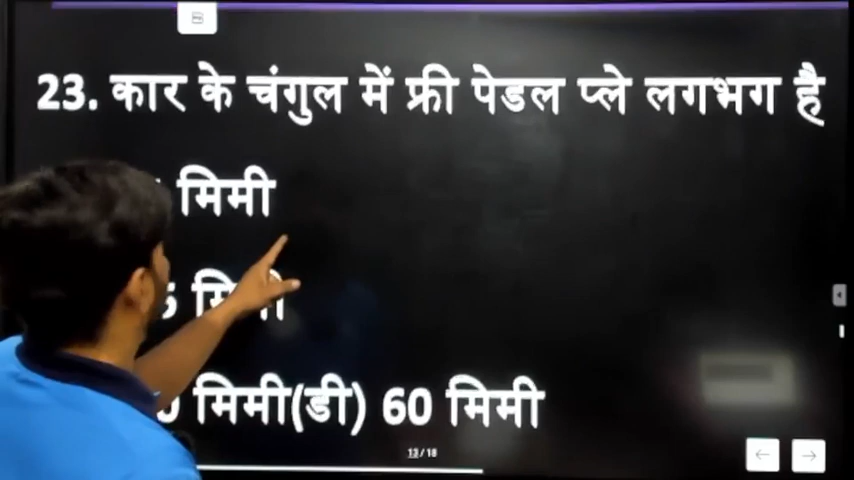 23. कार के चंगुल में फ्री पेडल प्ले लगभग है
मिमी
मिमी(डी) 60 मिमी
13/18